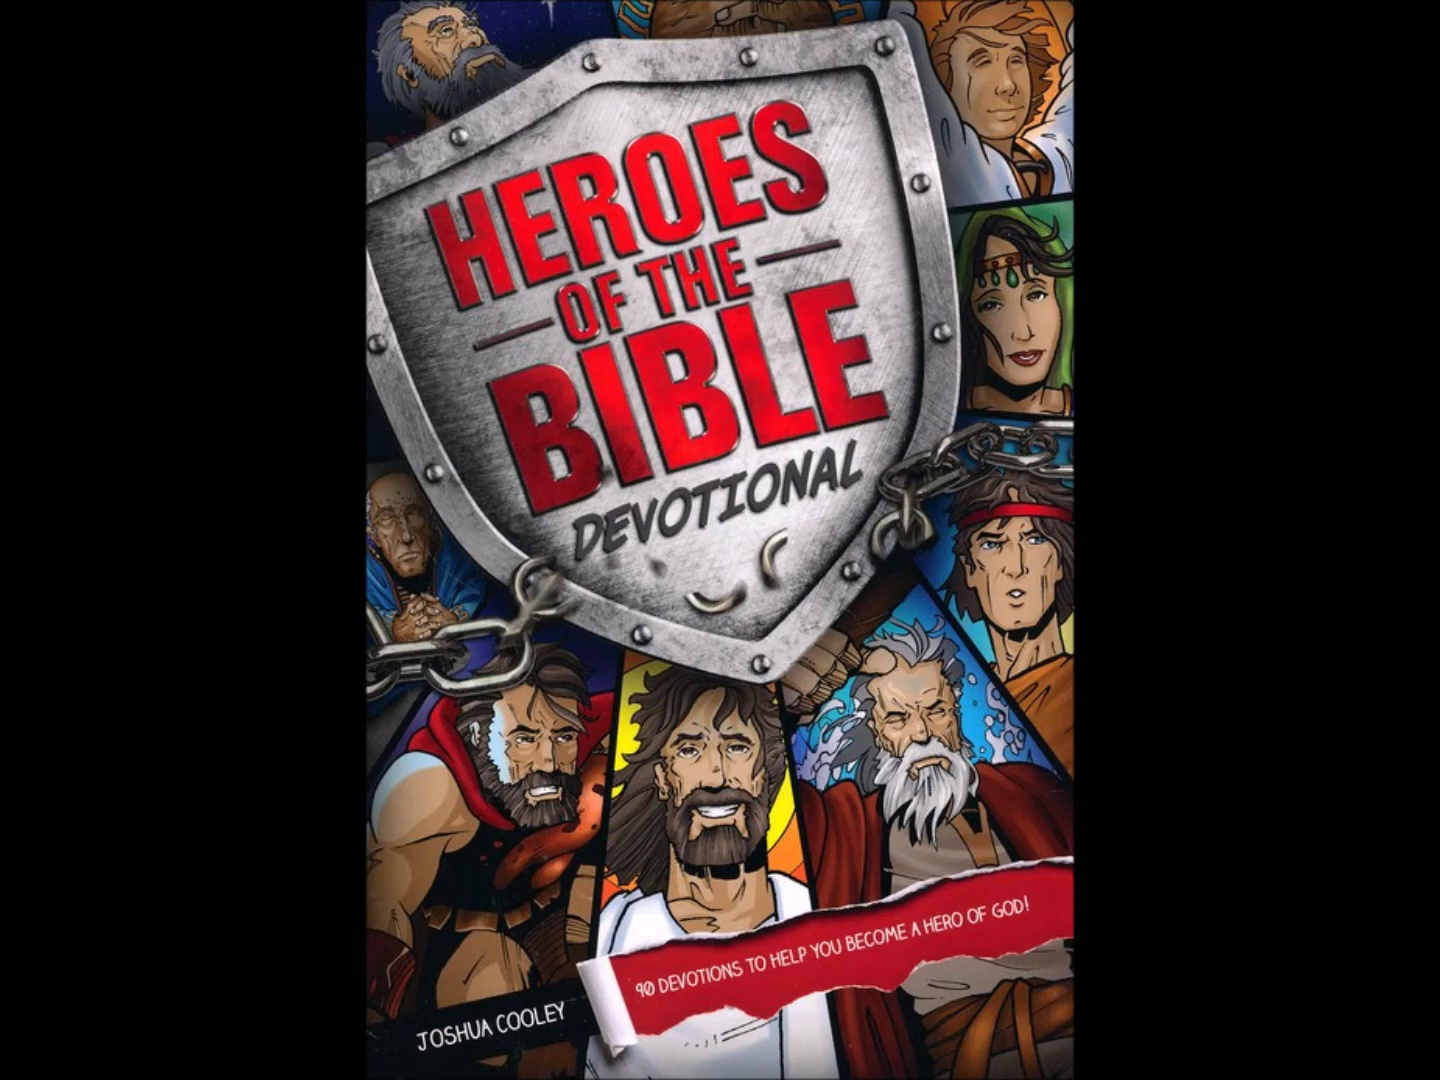 HEROES
OF THE
BIBLE
DEVOTIONAL
90 DEVOTIONS TO HELP YOU BECOME A HERO OF GOD!
JOSHUA COOLEY